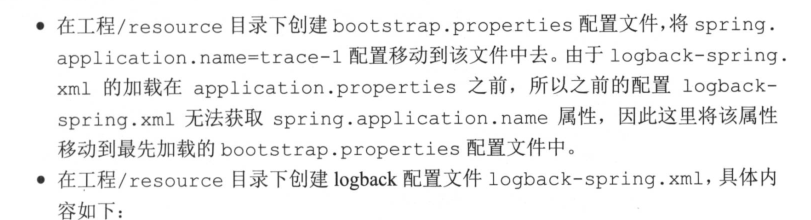 ● 在工程/resource 目录下创建 bootstrap.properties 配置文件,将 spring.
application.name=trace-1 配置移动到该文件中去。由于 logback-spring.
xml 的加载在 application.properties 之前，所以之前的配置 logback-
spring.xml 无法获取 spring.application.name 属性，因此这里将该属性
移动到最先加载的 bootstrap.properties 配置文件中。
● 在工程/resource 目录下创建 logback 配置文件 logback-spring.xml，具体内
容如下：